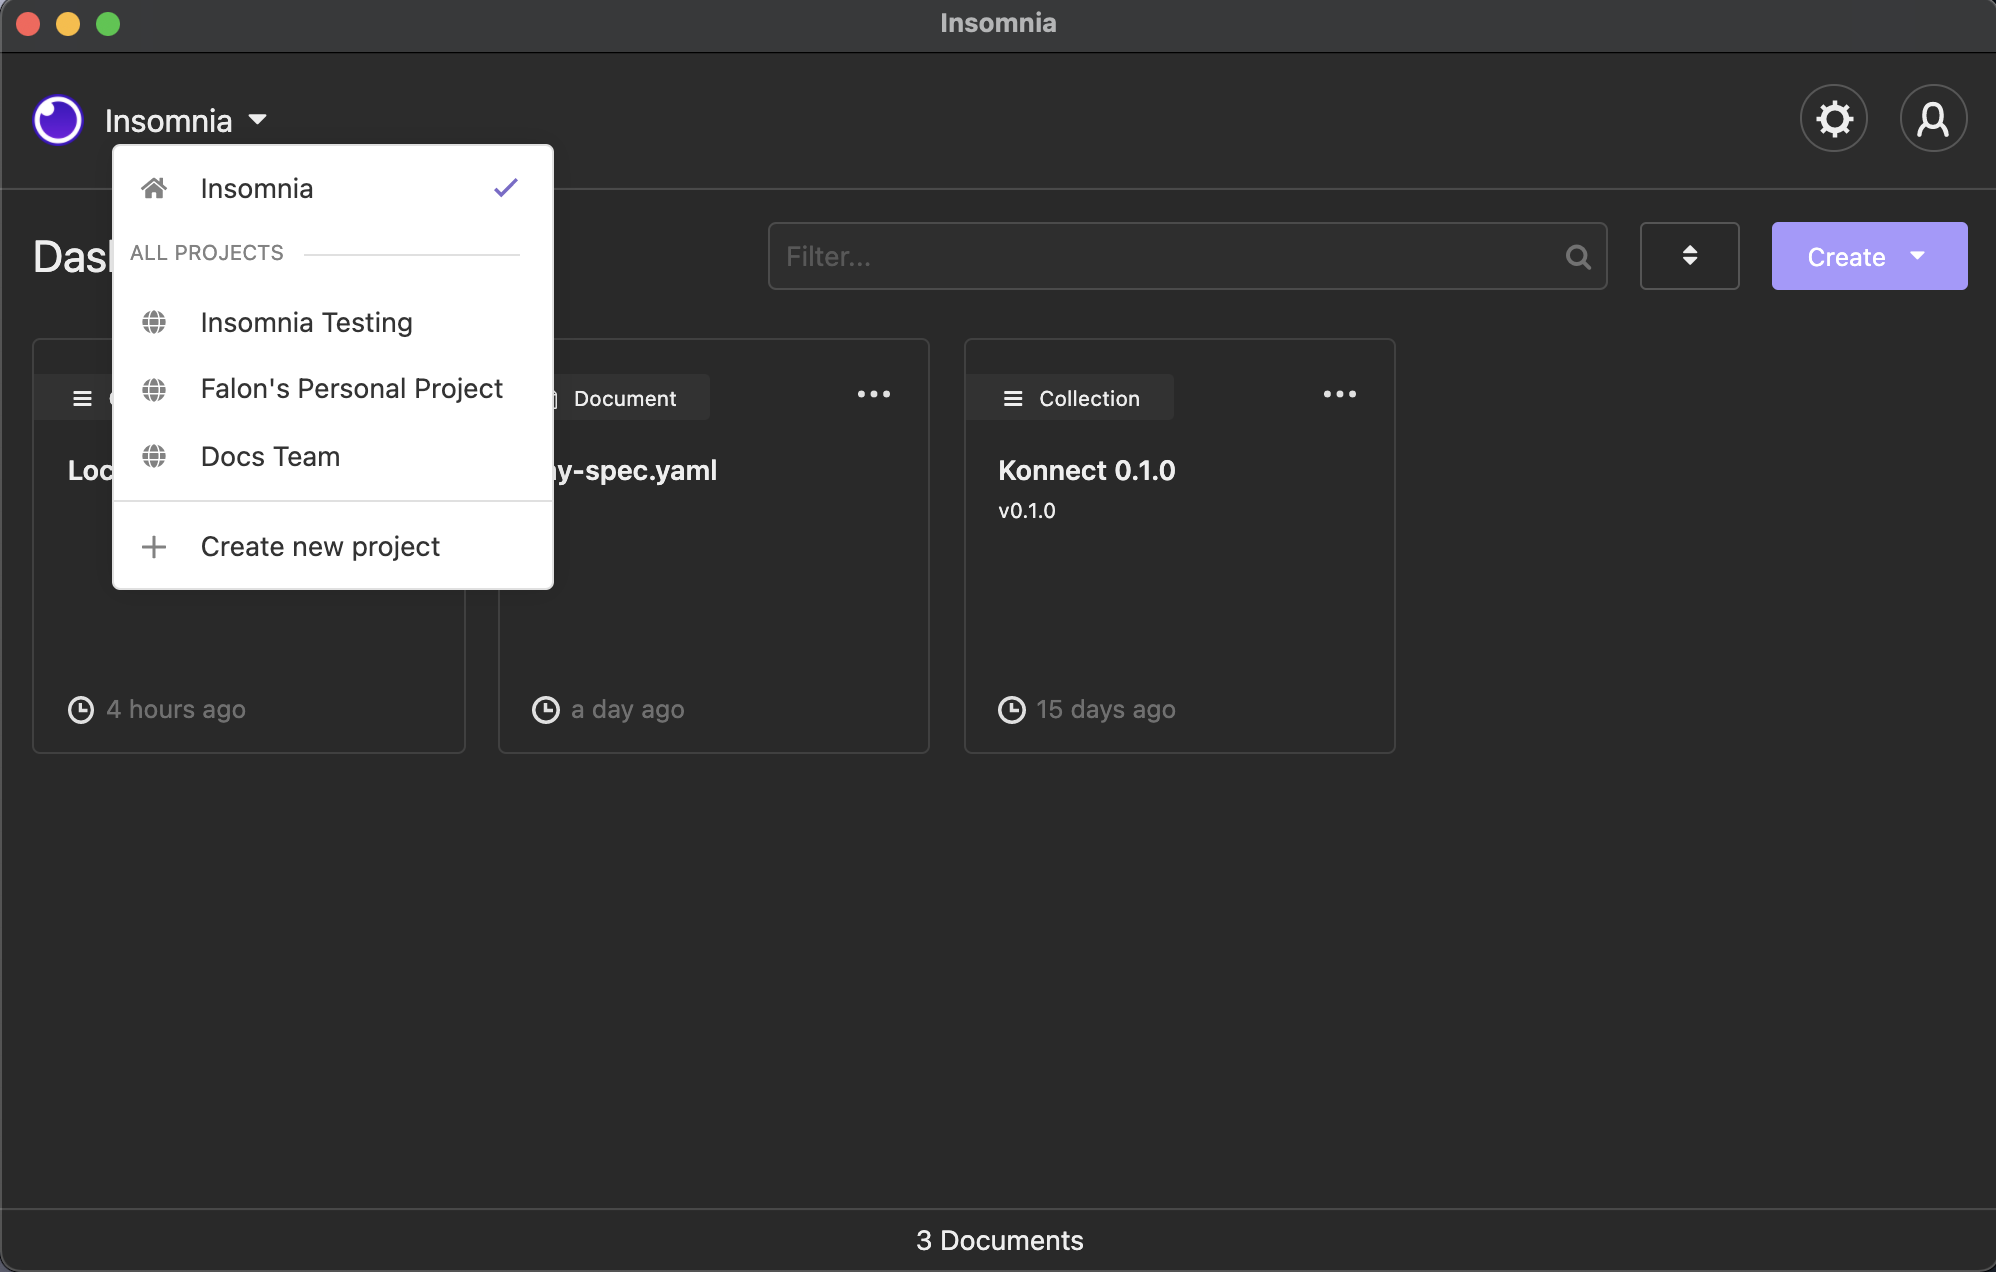 Insomnia
Insomnia
Insomnia
ALL PROJECTS
Filter...
Create
Insomnia Testing
Falon's Personal Project
Docs Team
Create new project
Document
my-spec.yaml
Collection
Konnect 0.1.0
v0.1.0
4 hours ago
a day ago
15 days ago
3 Documents